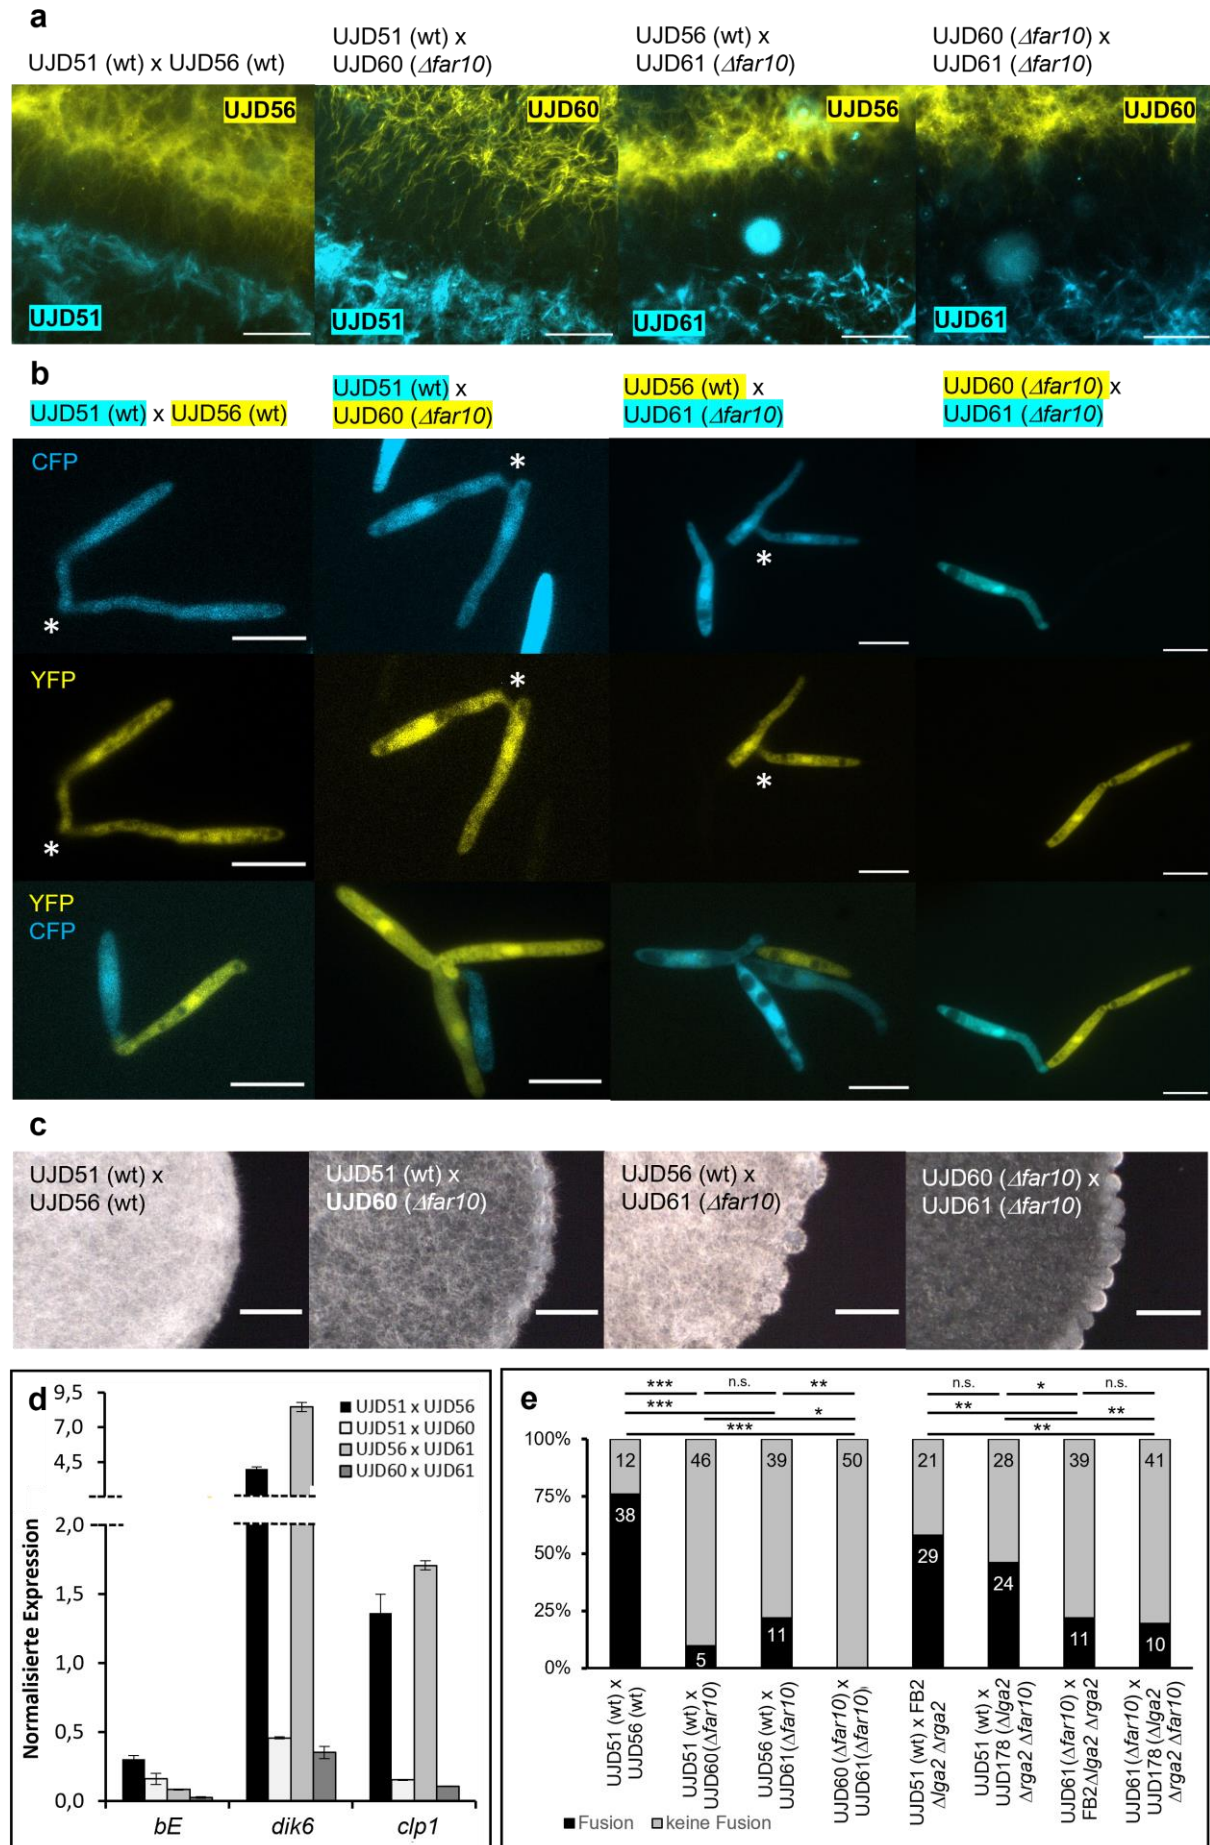 a
UJD51 (wt) x UJD56 (wt)
UJD51 (wt) x
UJD60 (Δfar10)
UJD56 (wt) x
UJD61 (Δfar10)
UJD60 (Δfar10) x
UJD61 (Δfar10)
UJD56
UJD51
UJD60
UJD51
UJD56
UJD61
UJD60
UJD61
b
UJD51 (wt) x UJD56 (wt)
UJD51 (wt) x
UJD60 (Δfar10)
UJD56 (wt) x
UJD61 (Δfar10)
UJD60 (Δfar10) x
UJD61 (Δfar10)
CFP
*
*
*
YFP
*
*
*
YFP
CFP
c
UJD51 (wt) x
UJD56 (wt)
UJD51 (wt) x
UJD60 (Δfar10)
UJD56 (wt) x
UJD61 (Δfar10)
UJD60 (Δfar10) x
UJD61 (Δfar10)
d
Normalisierte Expression
9,5
7,0
4,5
2,0
1,5
1,0
0,5
0,0
UJD51 x UJD56
UJD51 x UJD60
UJD56 x UJD61
UJD60 x UJD61
bE
dik6
clp1
e
*** n.s. ** n.s. * n.s.
*** * ** **
*** **
100%
75%
50%
25%
0%
12
38
46
5
39
11
50
21
29
28
24
39
11
41
10
UJD51 (wt) x
UJD56 (wt)
UJD51 (wt) x
UJD60 (Δfar10)
UJD56 (wt) x
UJD61 (Δfar10)
UJD60 (Δfar10) x
UJD61 (Δfar10)
UJD51 (wt) x FB2
Δlga2 Δrga2
UJD51 (wt) x
UJD178 (Δlga2
Δrga2 Δfar10)
UJD61 (Δfar10) x
FB2Δlga2 Δrga2
UJD61 (Δfar10) x
UJD178 (Δlga2
Δrga2 Δfar10)
Fusion
keine Fusion